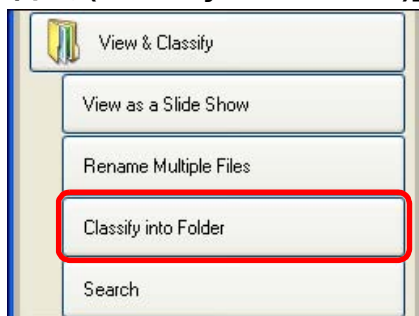 View & Classify
View as a Slide Show
Rename Multiple Files
Classify into Folder
Search